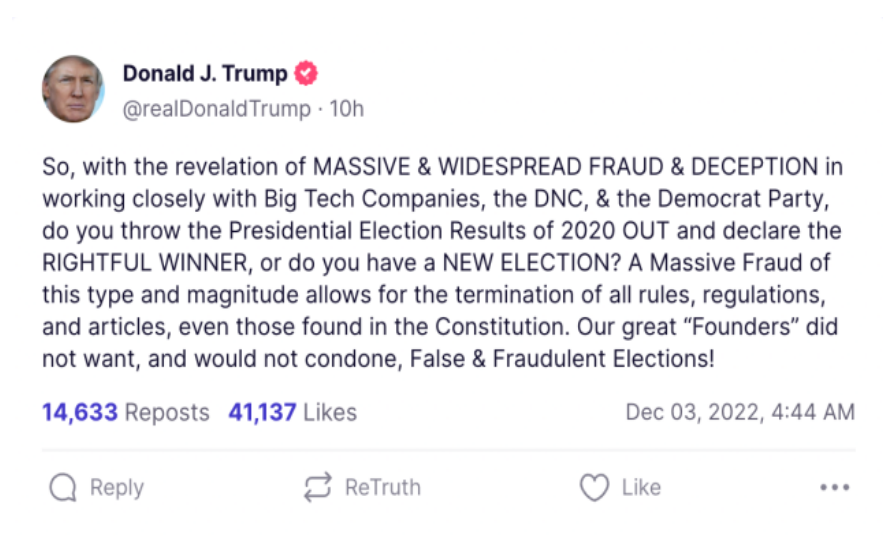 Donald J. Trump
@realDonaldTrump · 10h
So, with the revelation of MASSIVE & WIDESPREAD FRAUD & DECEPTION in
working closely with Big Tech Companies, the DNC, & the Democrat Party,
do you throw the Presidential Election Results of 2020 OUT and declare the
RIGHTFUL WINNER, or do you have a NEW ELECTION? A Massive Fraud of
this type and magnitude allows for the termination of all rules, regulations,
and articles, even those found in the Constitution. Our great “Founders” did
not want, and would not condone, False & Fraudulent Elections!
14,633 Reposts 41,137 Likes Dec 03, 2022, 4:44 AM
Reply ReTruth Like